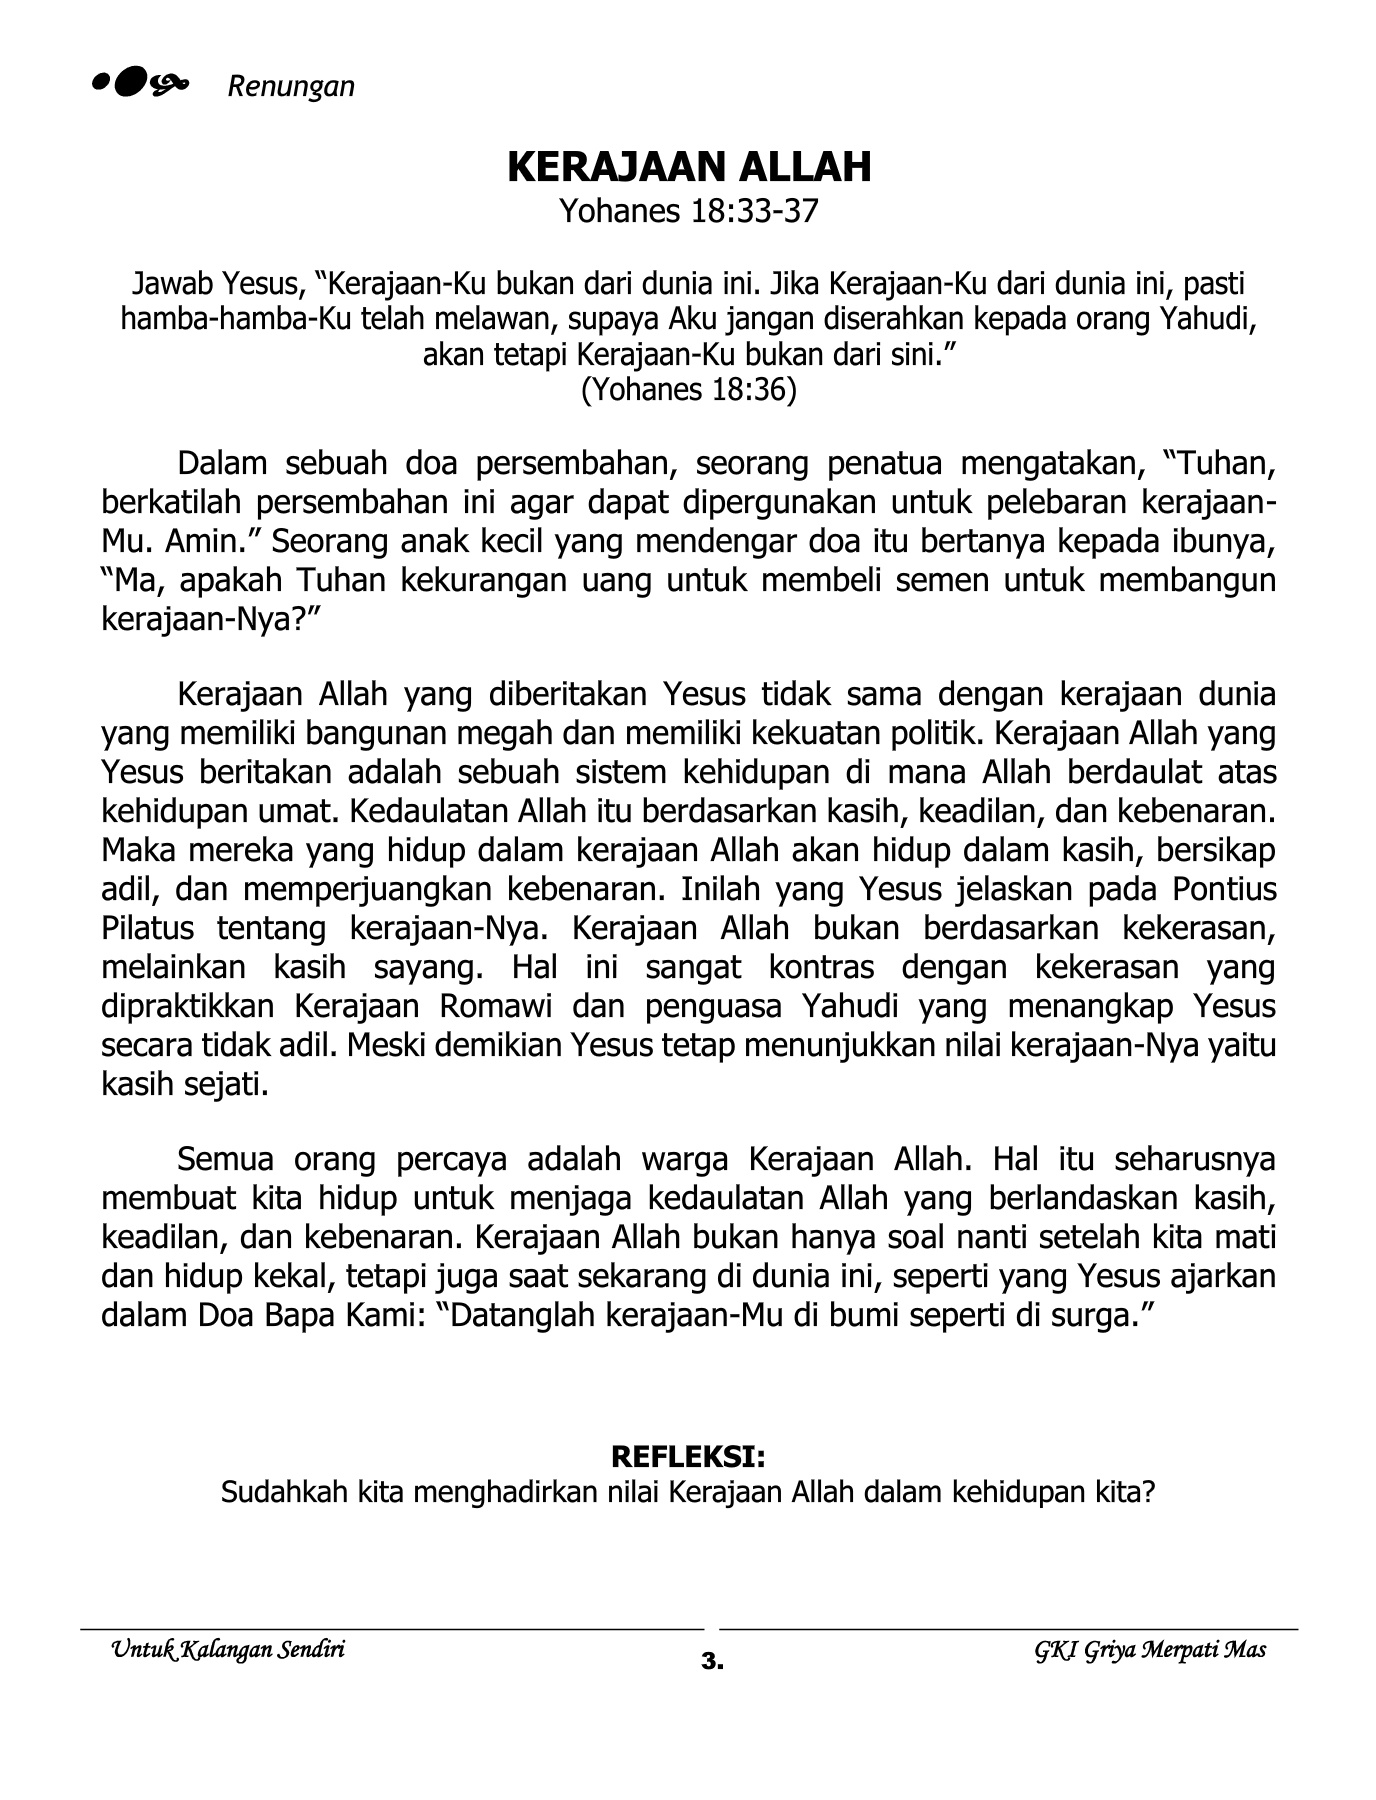 Renungan
KERAJAAN ALLAH
Yohanes 18:33-37
Jawab Yesus, “Kerajaan-Ku bukan dari dunia ini. Jika Kerajaan-Ku dari dunia ini, pasti
hamba-hamba-Ku telah melawan, supaya Aku jangan diserahkan kepada orang Yahudi,
akan tetapi Kerajaan-Ku bukan dari sini.”
(Yohanes 18:36)
Dalam sebuah doa persembahan, seorang penatua mengatakan, “Tuhan,
berkatilah persembahan ini agar dapat dipergunakan untuk pelebaran kerajaan-
Mu. Amin.” Seorang anak kecil yang mendengar doa itu bertanya kepada ibunya,
“Ma, apakah Tuhan kekurangan uang untuk membeli semen untuk membangun
kerajaan-Nya?”
Kerajaan Allah yang diberitakan Yesus tidak sama dengan kerajaan dunia
yang memiliki bangunan megah dan memiliki kekuatan politik. Kerajaan Allah yang
Yesus beritakan adalah sebuah sistem kehidupan di mana Allah berdaulat atas
kehidupan umat. Kedaulatan Allah itu berdasarkan kasih, keadilan, dan kebenaran.
Maka mereka yang hidup dalam kerajaan Allah akan hidup dalam kasih, bersikap
adil, dan memperjuangkan kebenaran. Inilah yang Yesus jelaskan pada Pontius
Pilatus tentang kerajaan-Nya. Kerajaan Allah bukan berdasarkan kekerasan,
melainkan kasih sayang. Hal ini sangat kontras dengan kekerasan yang
dipraktikkan Kerajaan Romawi dan penguasa Yahudi yang menangkap Yesus
secara tidak adil. Meski demikian Yesus tetap menunjukkan nilai kerajaan-Nya yaitu
kasih sejati.
Semua orang percaya adalah warga Kerajaan Allah. Hal itu seharusnya
membuat kita hidup untuk menjaga kedaulatan Allah yang berlandaskan kasih,
keadilan, dan kebenaran. Kerajaan Allah bukan hanya soal nanti setelah kita mati
dan hidup kekal, tetapi juga saat sekarang di dunia ini, seperti yang Yesus ajarkan
dalam Doa Bapa Kami: “Datanglah kerajaan-Mu di bumi seperti di surga.”
REFLEKSI:
Sudahkah kita menghadirkan nilai Kerajaan Allah dalam kehidupan kita?
Untuk Kalangan Sendiri
3.
GKI Griya Merpati Mas